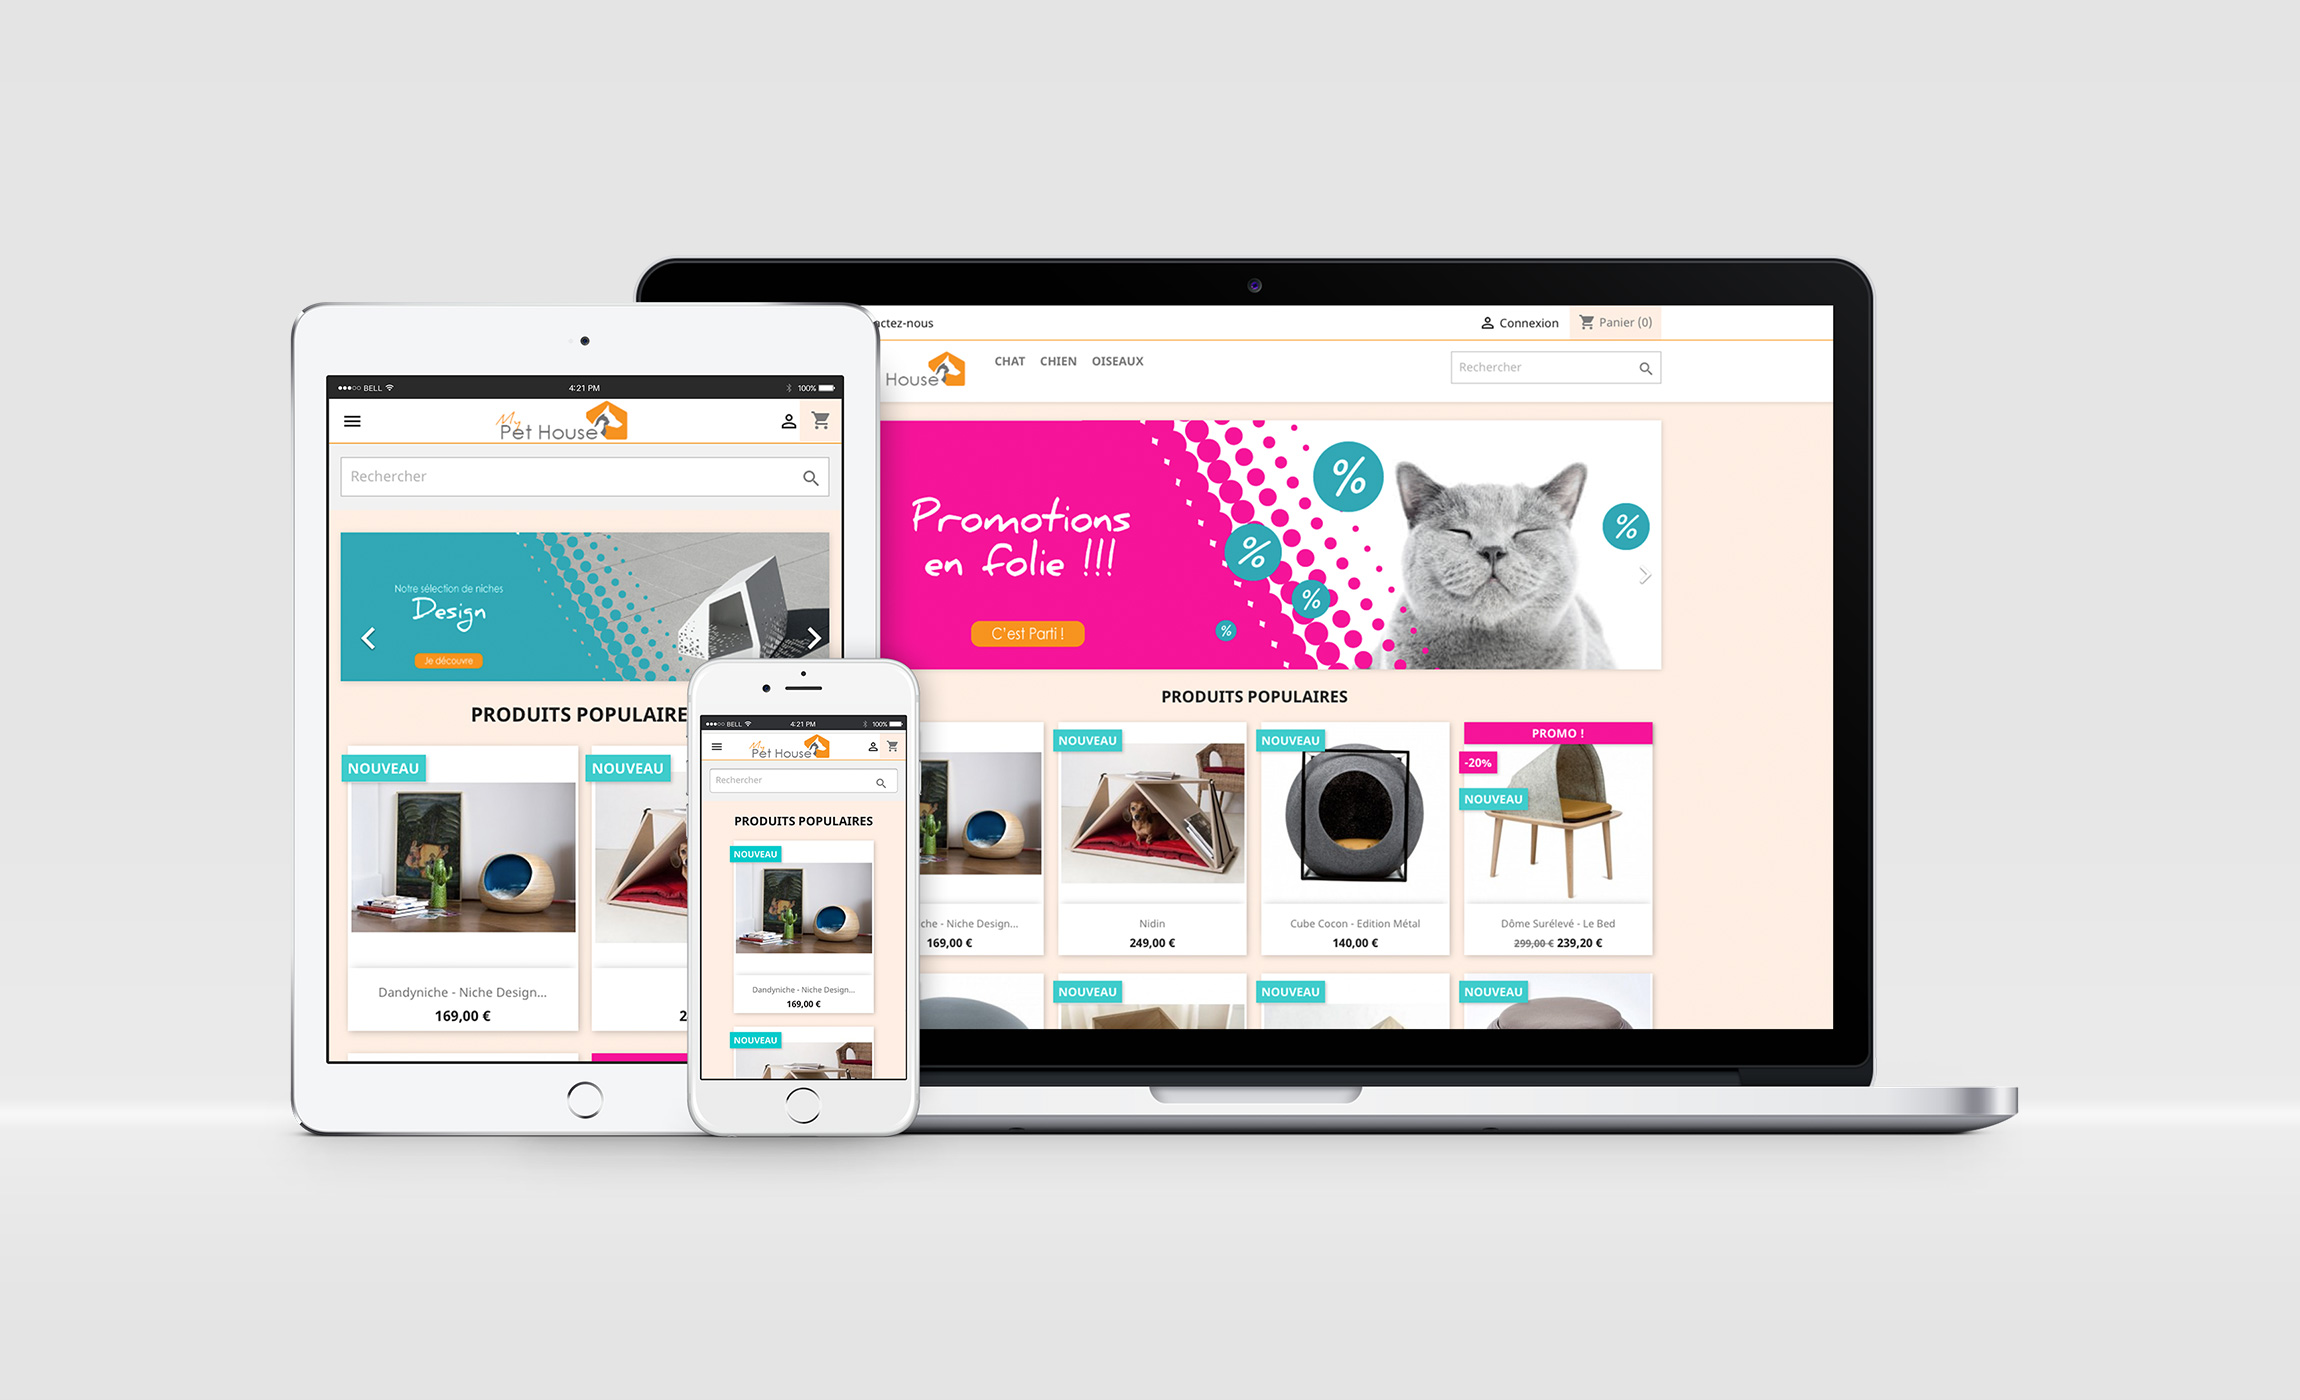 BELL
4:21 PM
100%
My
Pet House
Rechercher
Notre sélection de niches
Design
Je découvre
PRODUITS POPULAIRE
NOUVEAU
NOUVEAU
Dandyniche - Niche Design...
169,00 €
2
BELL
4:21 PM
100%
My
Pet House
Rechercher
PRODUITS POPULAIRES
NOUVEAU
Dandyniche - Niche Design...
169,00 €
NOUVEAU
actez-nous
Connexion
Panier (0)
House
CHAT CHIEN OISEAUX
Rechercher
Promotions
en folie !!!
C'est Parti !
%
%
%
%
%
PRODUITS POPULAIRES
NOUVEAU
NOUVEAU
PROMO !
-20%
NOUVEAU
che - Niche Design...
169,00 €
Nidin
249,00 €
Cube Cocon - Edition Métal
140,00 €
Dôme Surélevé - Le Bed
299,00 € 239,20 €
NOUVEAU
NOUVEAU
NOUVEAU